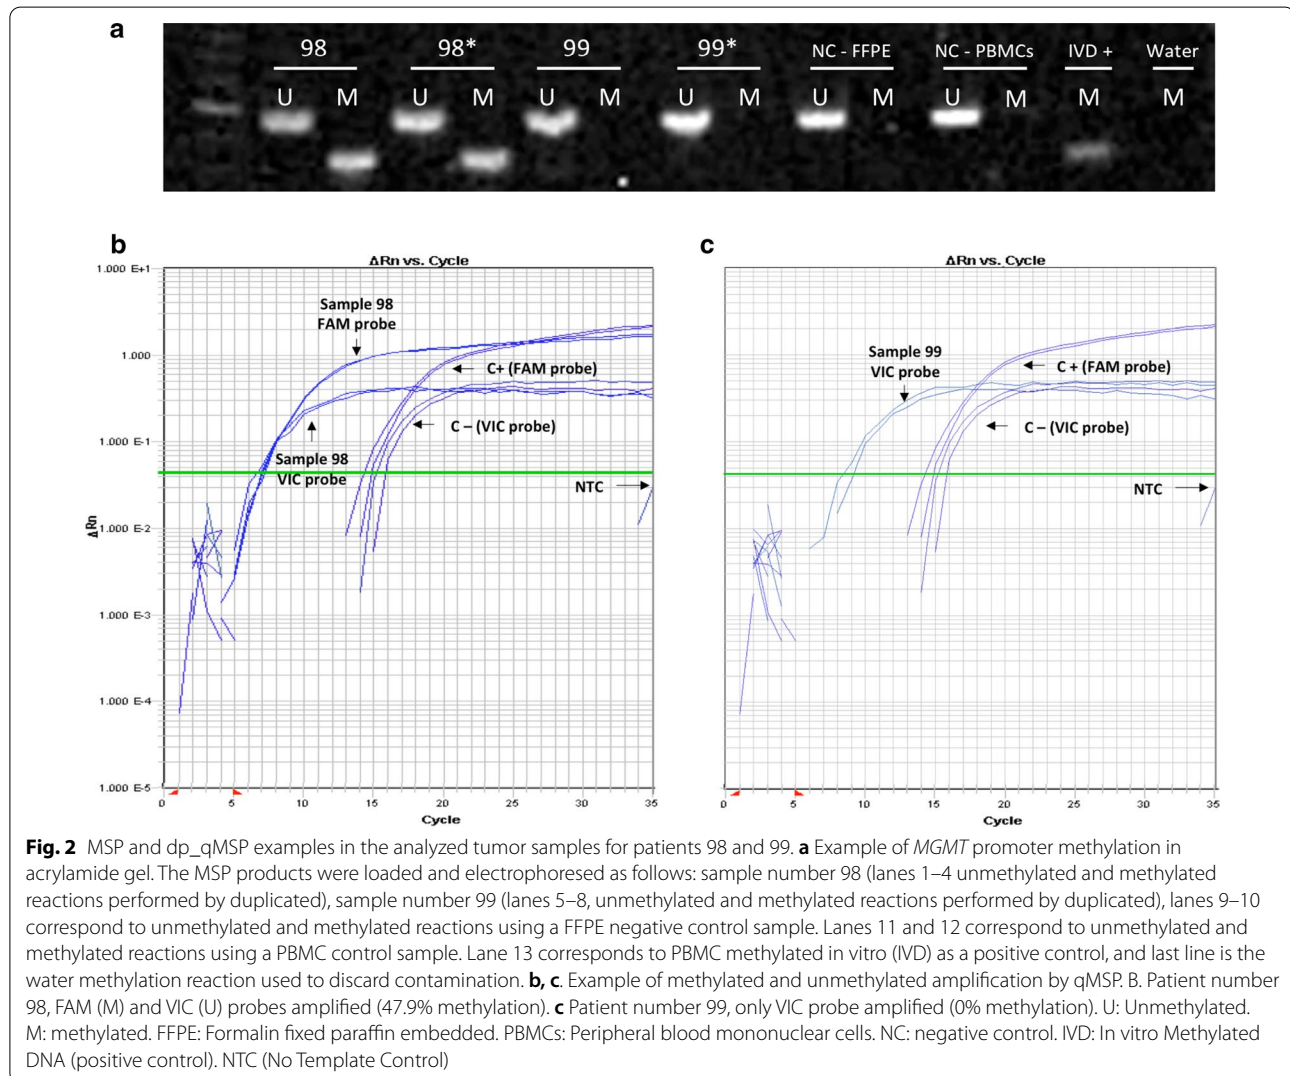 a
98 98* 99 99* NC - FFPE NC - PBMCs IVD + Water
U M U M U M U M U M U M M M
b
ΔRn vs. Cycle
1.000 E+1
1.000
1.000 E-1
1.000 E-2
1.000 E-3
1.000 E-4
1.000 E-5
ΔRn
Sample 98
FAM probe
C+ (FAM probe)
C – (VIC probe)
Sample 98
VIC probe
NTC
0 5 10 15 20 25 30 35
Cycle
c
ΔRn vs. Cycle
Sample 99
VIC probe
C + (FAM probe)
C – (VIC probe)
NTC
0 5 10 15 20 25 30 35
Cycle
Fig. 2 MSP and dp_qMSP examples in the analyzed tumor samples for patients 98 and 99. a Example of MGMT promoter methylation in
acrylamide gel. The MSP products were loaded and electrophoresed as follows: sample number 98 (lanes 1–4 unmethylated and methylated
reactions performed by duplicated), sample number 99 (lanes 5–8, unmethylated and methylated reactions performed by duplicated), lanes 9–10
correspond to unmethylated and methylated reactions using a FFPE negative control sample. Lanes 11 and 12 correspond to unmethylated and
methylated reactions using a PBMC control sample. Lane 13 corresponds to PBMC methylated in vitro (IVD) as a positive control, and last line is the
water methylation reaction used to discard contamination. b, c. Example of methylated and unmethylated amplification by qMSP. B. Patient number
98, FAM (M) and VIC (U) probes amplified (47.9% methylation). c Patient number 99, only VIC probe amplified (0% methylation). U: Unmethylated.
M: methylated. FFPE: Formalin fixed paraffin embedded. PBMCs: Peripheral blood mononuclear cells. NC: negative control. IVD: In vitro Methylated
DNA (positive control). NTC (No Template Control)